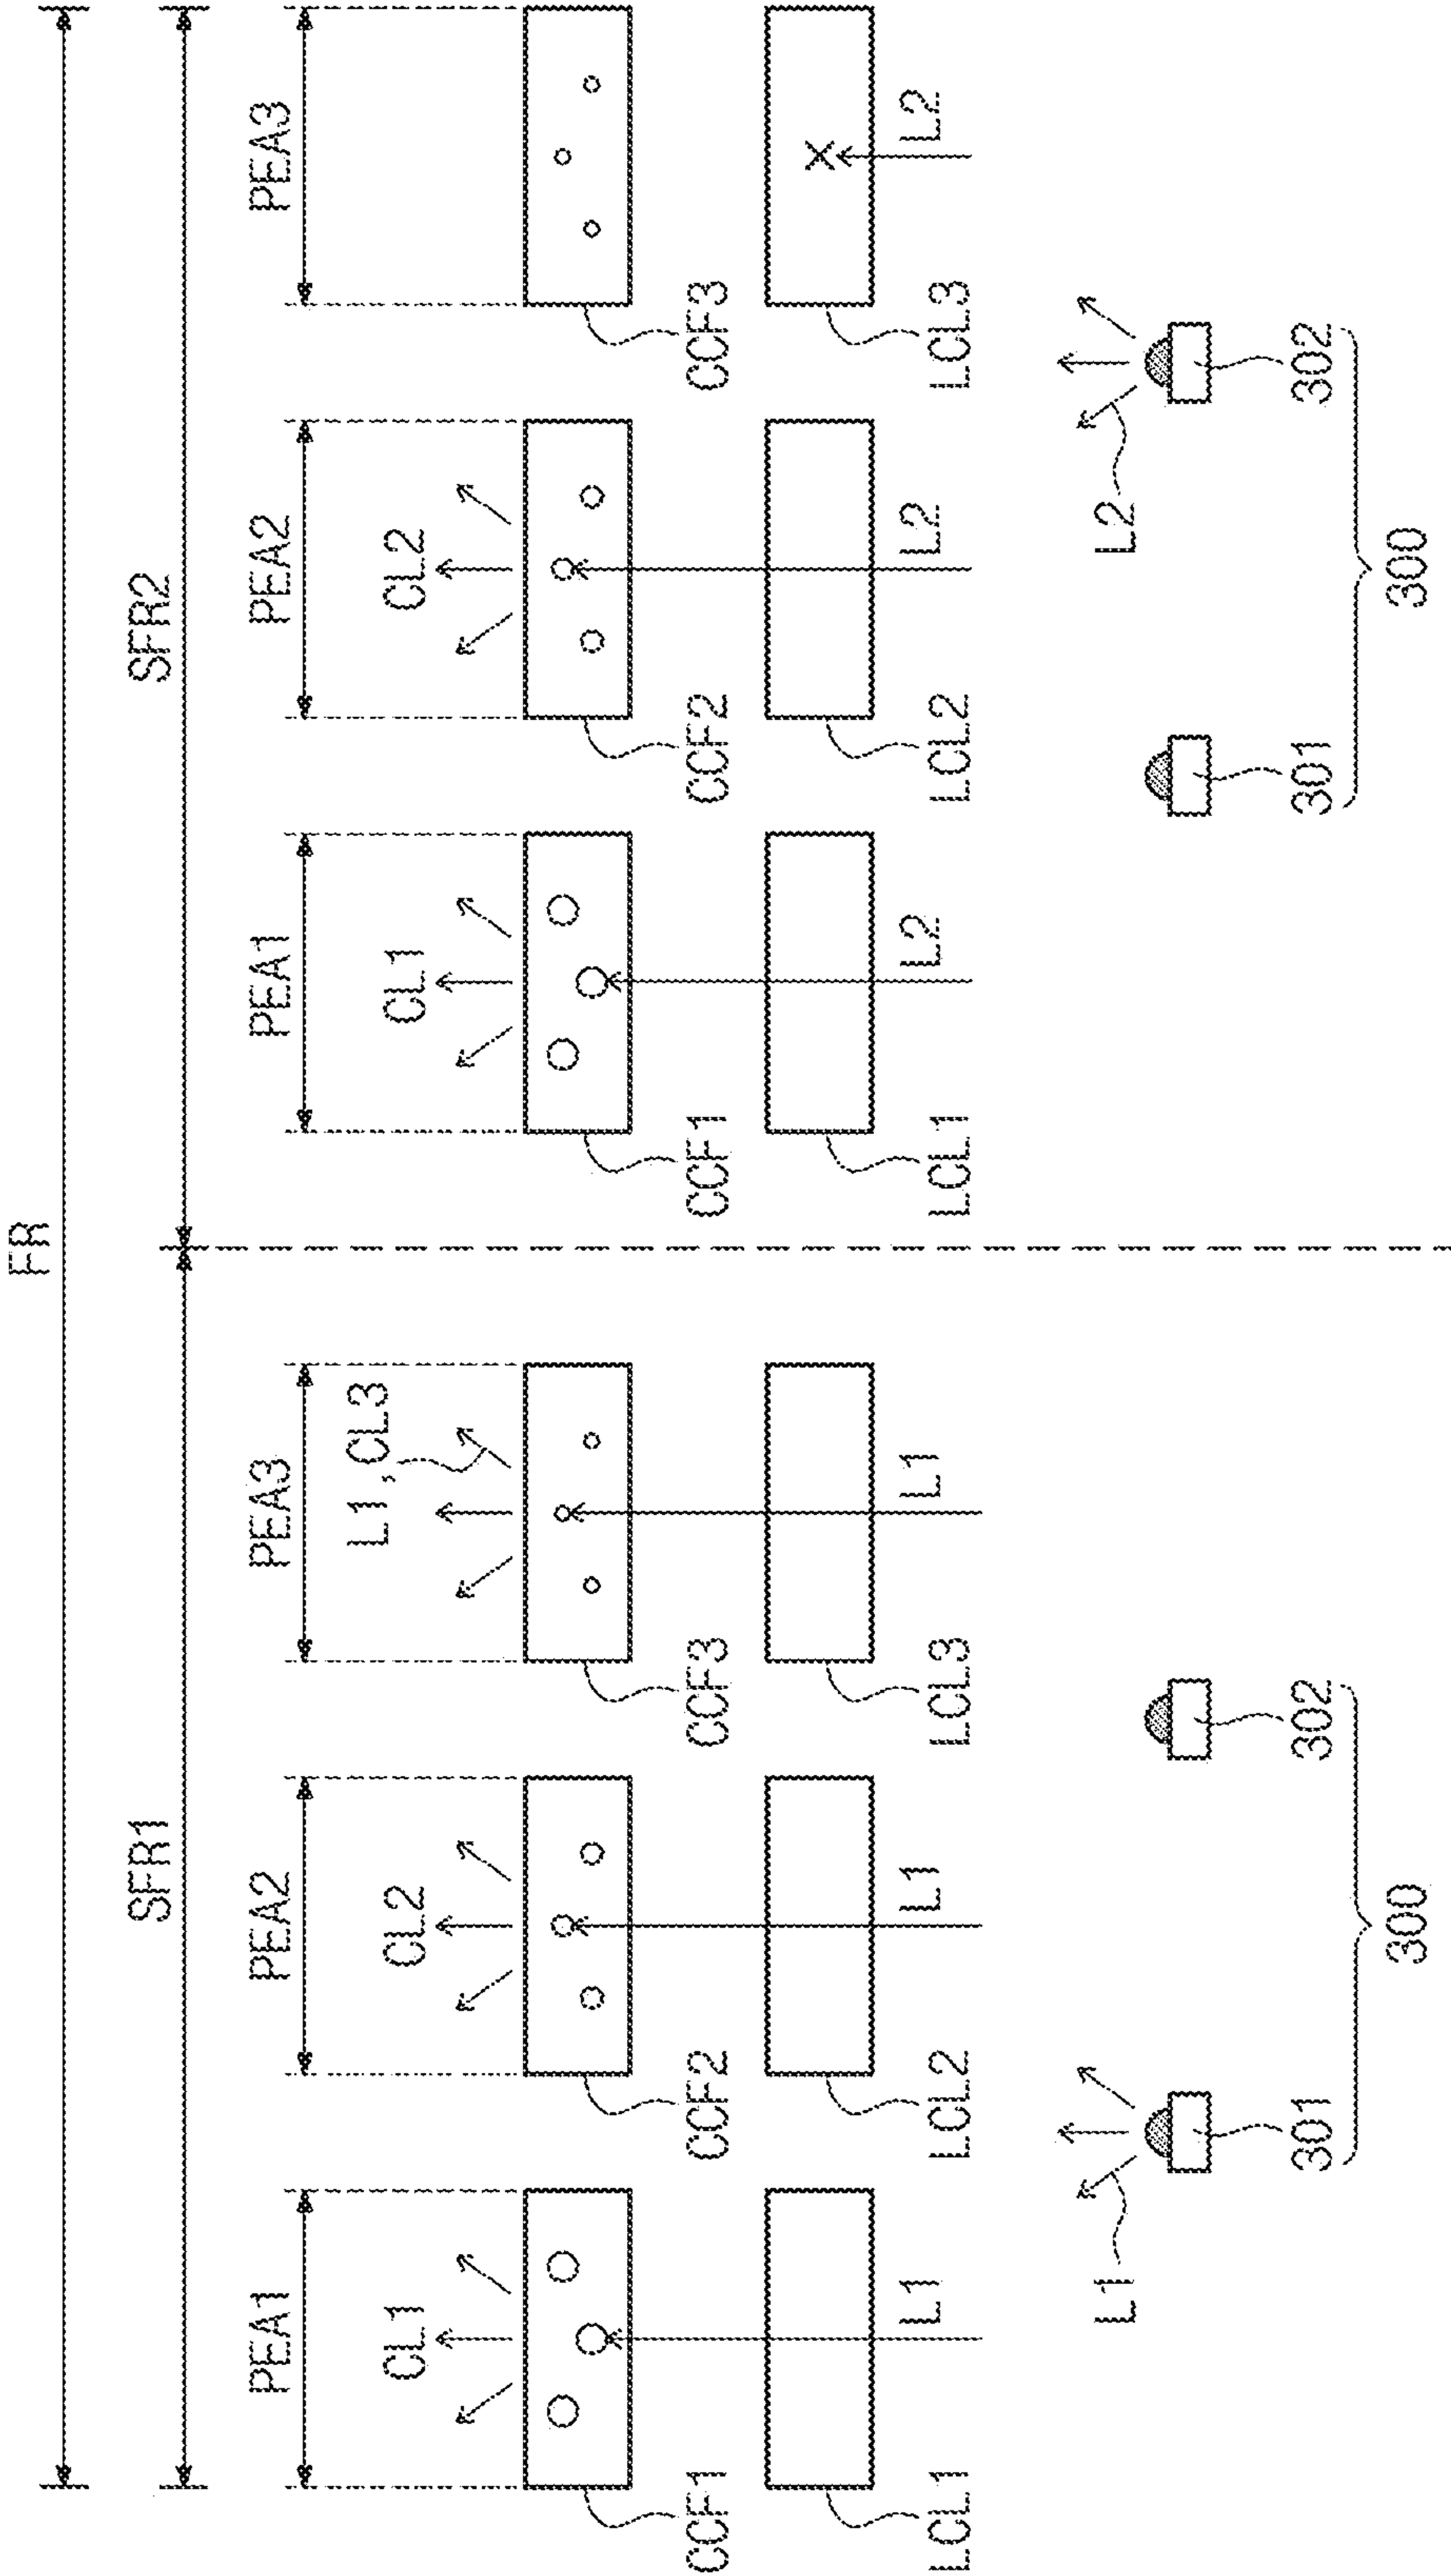 FR
SFR1 SFR2
PEA1 PEA2 PEA3 PEA1 PEA2 PEA3
L1,CL3
CL1 CL2 CL1 CL2
CCF1 CCF2 CCF3 CCF1 CCF2 CCF3
L1 L1 L1 L2 L2 L2
LCL1 LCL2 LCL3 LCL1 LCL2 LCL3
L1 L2
301 302 301 302
300 300